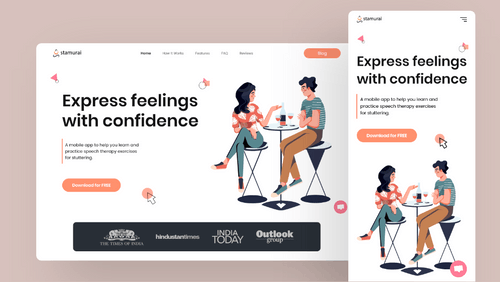 stamurai
Home How it Works Features FAQ Reviews Blog
Express feelings
with confidence
A mobile app to help you learn and
practice speech therapy exercises
for stuttering.
Download for FREE
THE TIMES OF INDIA
hindustantimes
INDIA
TODAY
Outlook
group
stamurai
Express feelings
with confidence
A mobile app to help you learn and
practice speech therapy exercises
for stuttering.
Download for FREE